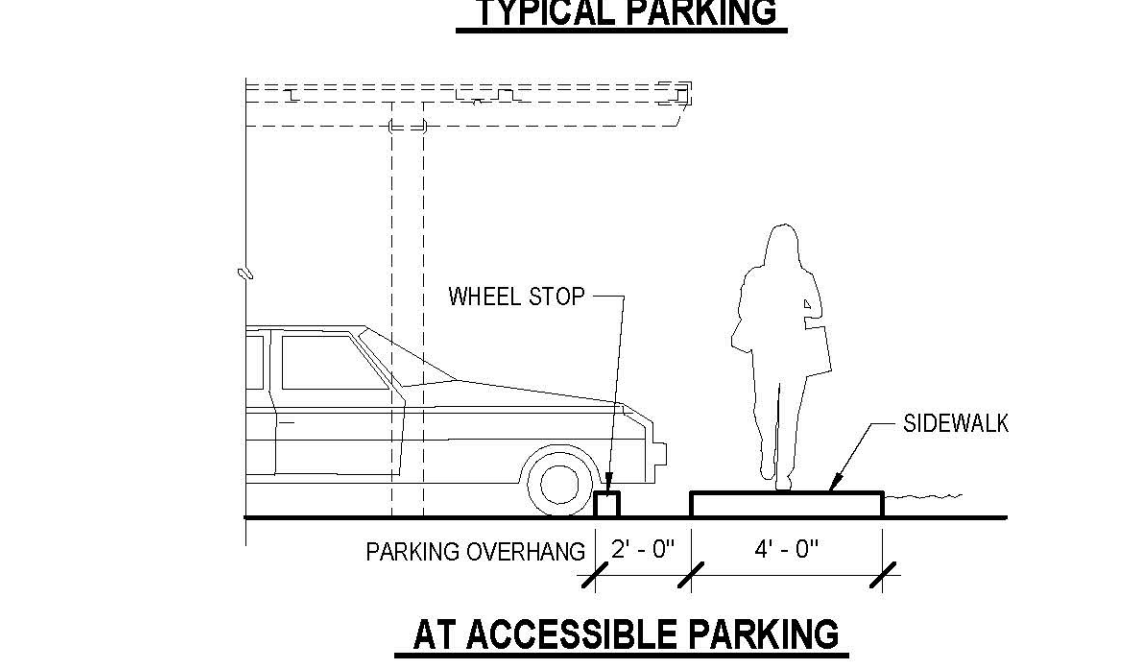 TYPICAL PARKING
WHEEL STOP
SIDEWALK
PARKING OVERHANG 2' - 0" 4' - 0"
AT ACCESSIBLE PARKING